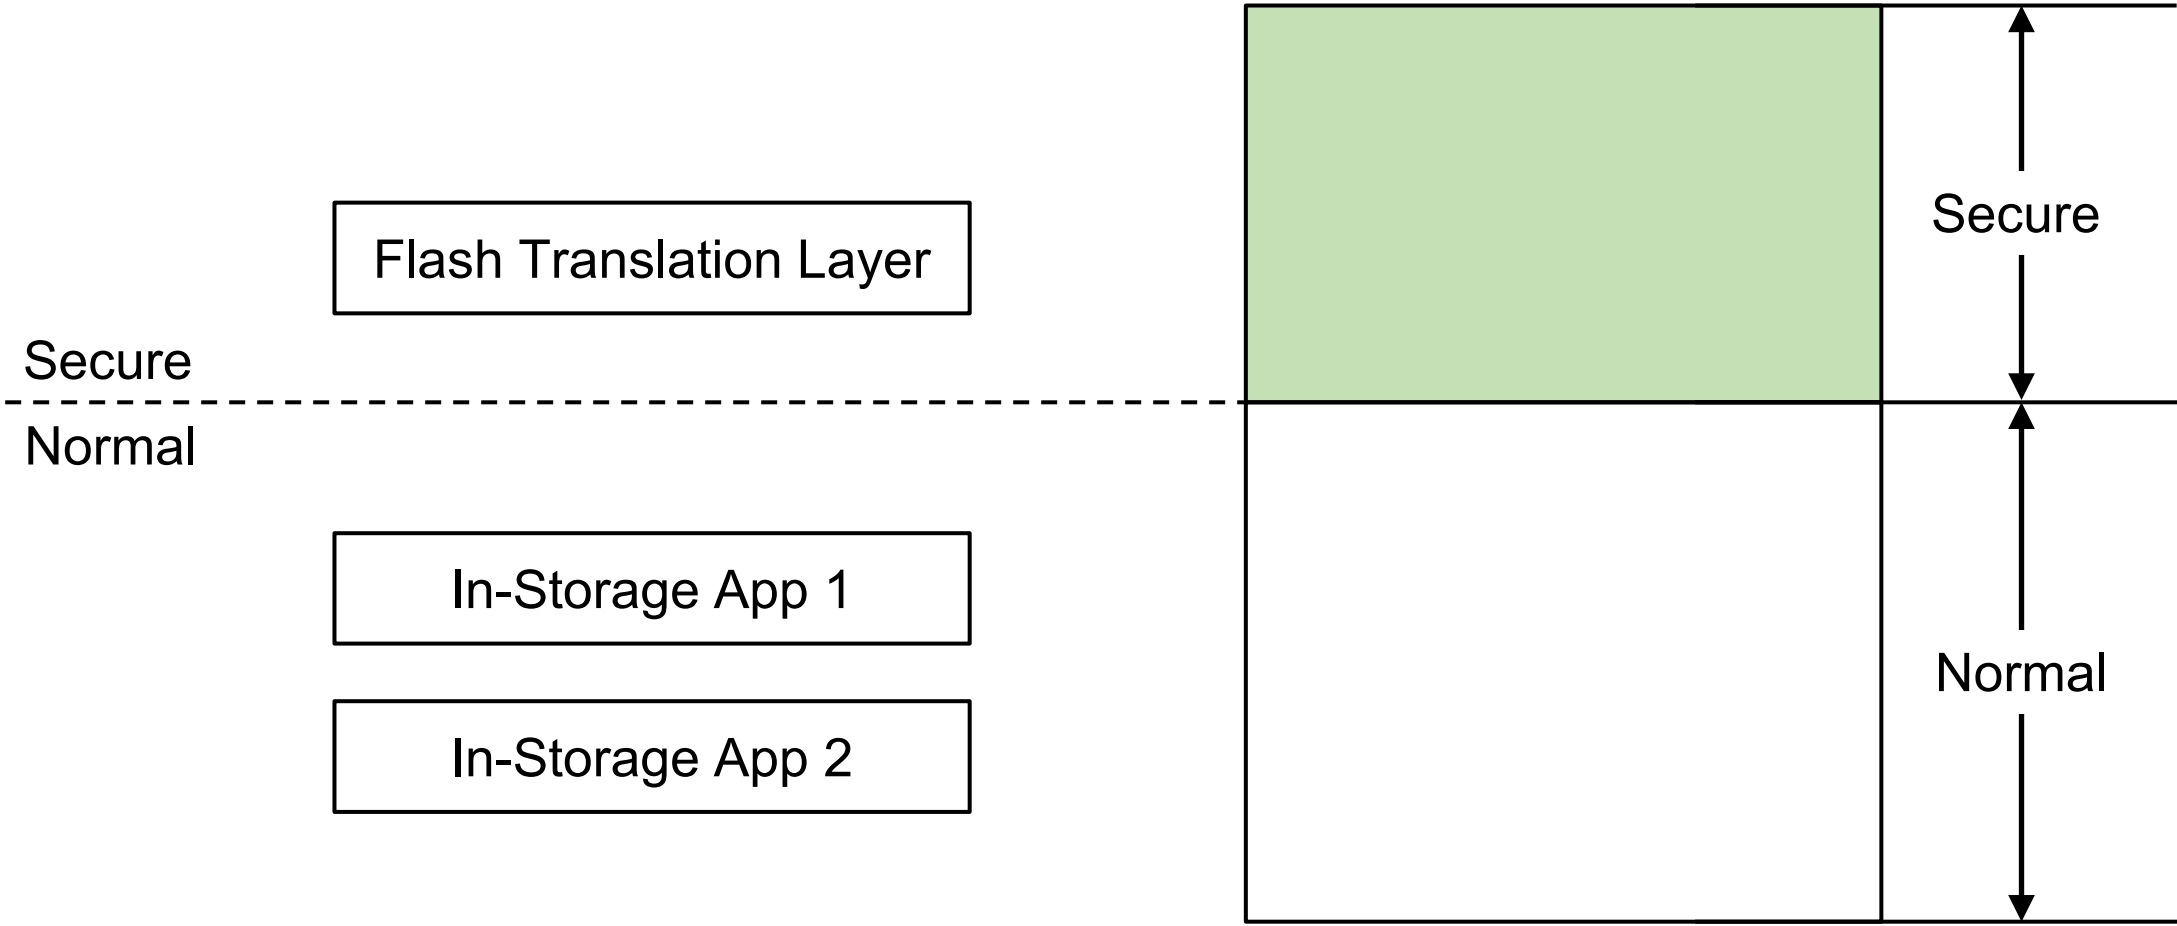 Flash Translation Layer
Secure
Normal
In-Storage App 1
In-Storage App 2
Secure
Normal